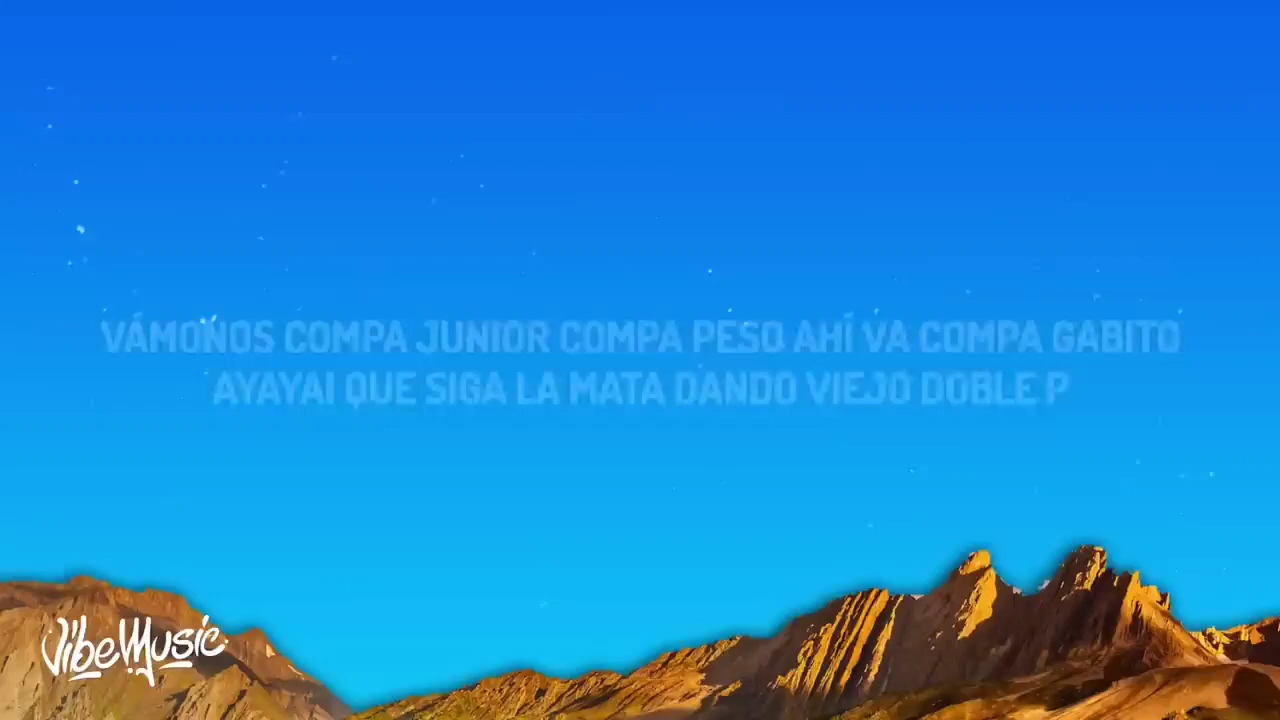 VÁMONOS COMPA JUNIOR COMPA PESO AHÍ VA COMPA GABITO
AYAYAI QUE SIGA LA MATA DANDO VIEJO DOBLE P
VibeMusic